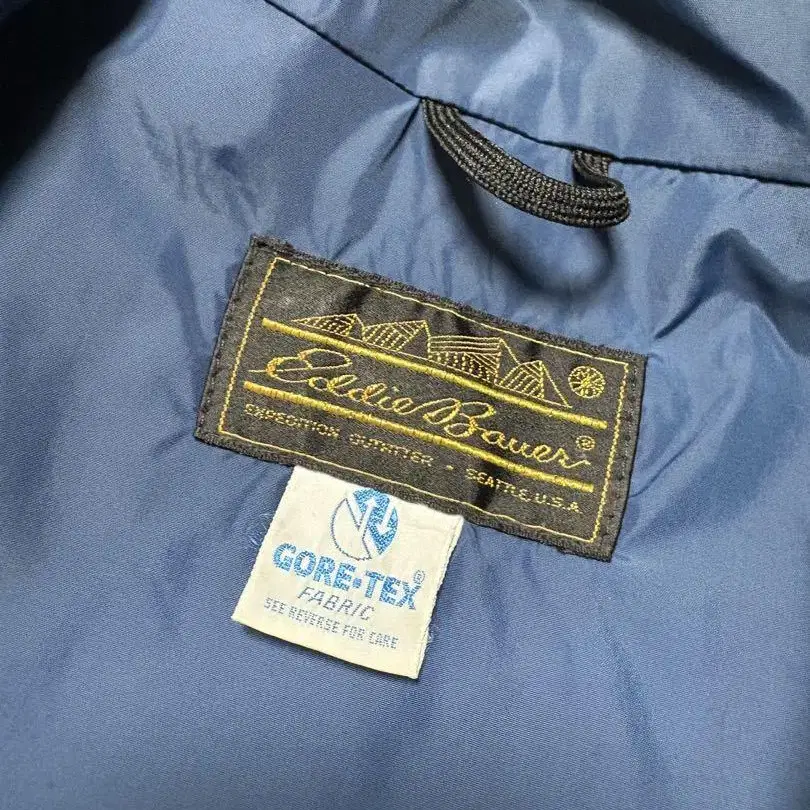 Eddie Bauer®
EXPEDITION OUTFITTER - SEATTLE, U.S.A.
GORE-TEX®
FABRIC
SEE REVERSE FOR CARE